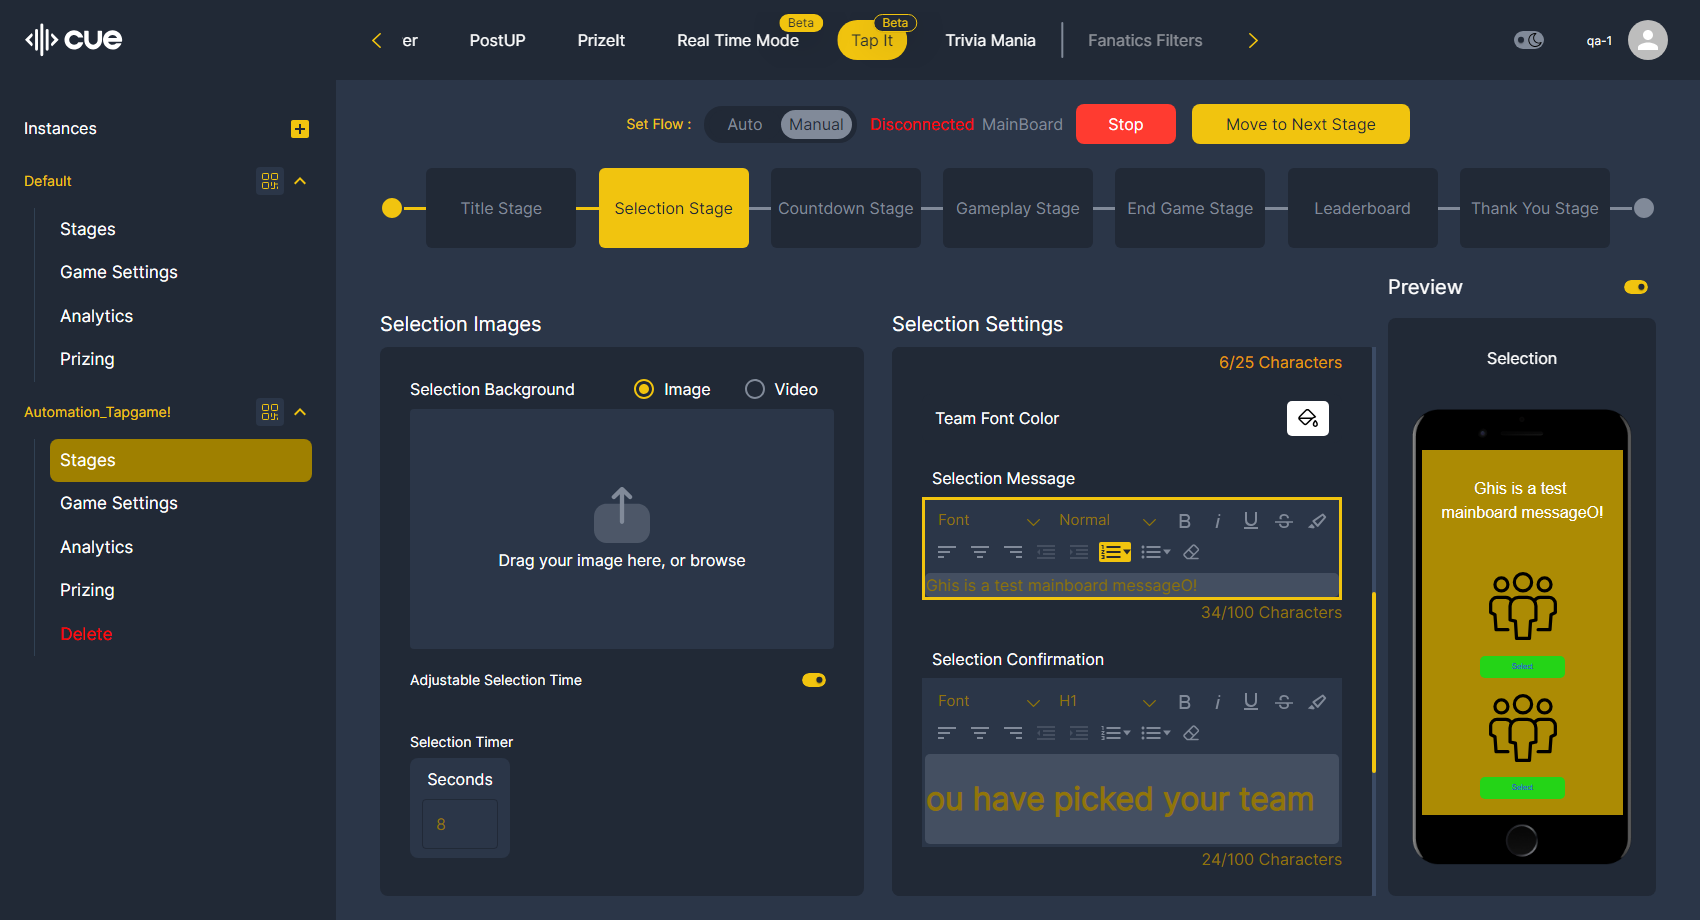 cue
er
PostUP
PrizeIt
Real Time Mode
Beta
Tap It
Beta
Trivia Mania
Fanatics Filters
qa-1
Instances
Default
Stages
Game Settings
Analytics
Prizing
Automation_Tapgame!
Stages
Game Settings
Analytics
Prizing
Delete
Set Flow :
Auto
Manual
Disconnected MainBoard
Stop
Move to Next Stage
Title Stage
Selection Stage
Countdown Stage
Gameplay Stage
End Game Stage
Leaderboard
Thank You Stage
Selection Images
Selection Background
Image
Video
Drag your image here, or browse
Adjustable Selection Time
Selection Timer
Seconds
8
Selection Settings
6/25 Characters
Team Font Color
Selection Message
Font
Normal
B
i
U
S
Ghis is a test mainboard messageO!
34/100 Characters
Selection Confirmation
Font
H1
B
i
U
S
ou have picked your team
24/100 Characters
Preview
Selection
Ghis is a test
mainboard messageO!
Select
Select